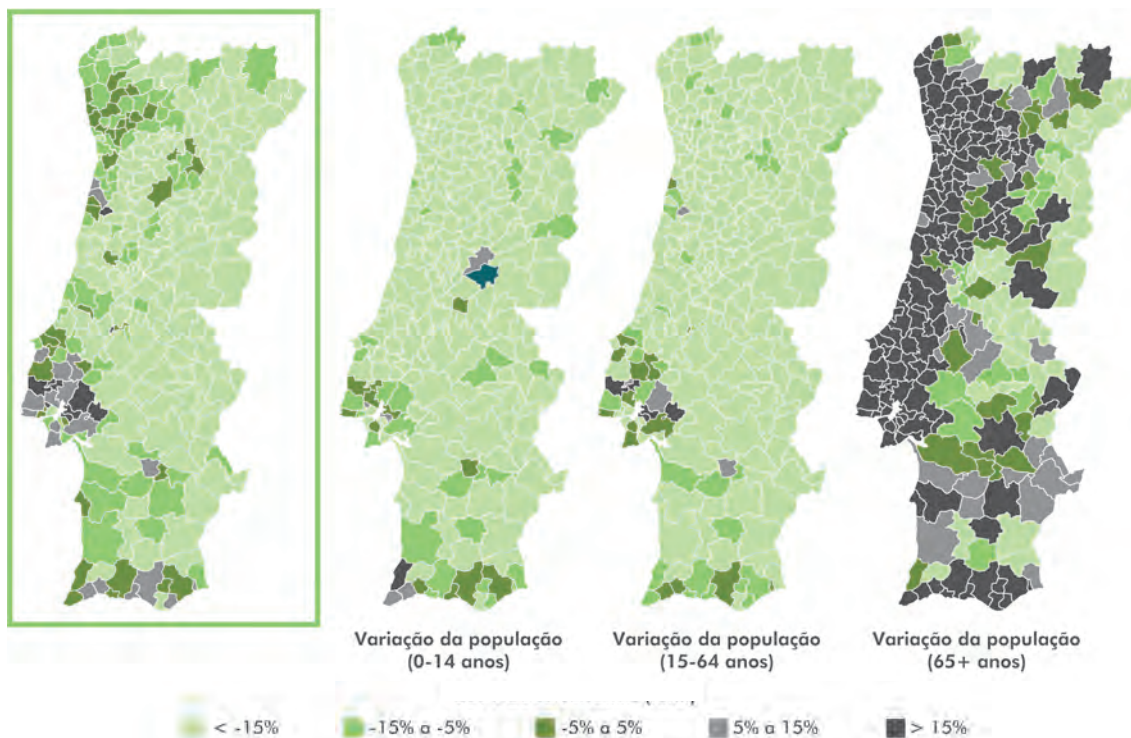 Variação da população
(0-14 anos)
Variação da população
(15-64 anos)
Variação da população
(65+ anos)
< -15%
-15% a -5%
-5% a 5%
5% a 15%
> 15%